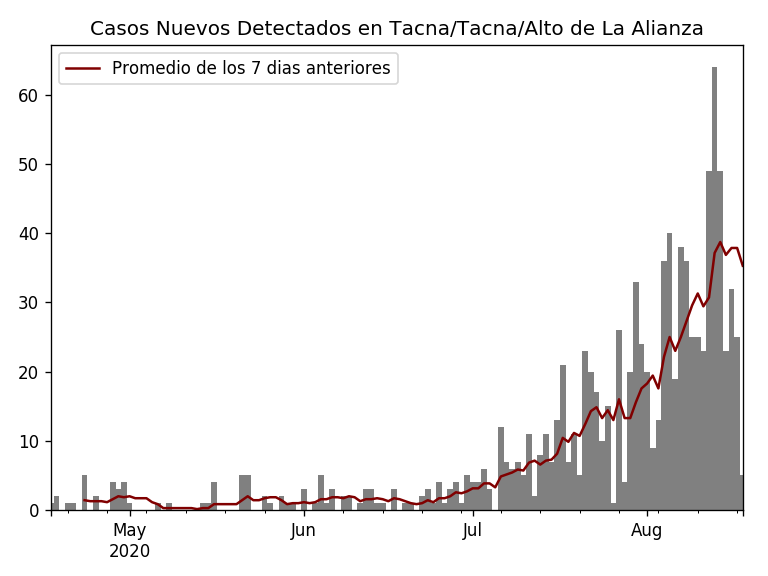 Casos Nuevos Detectados en Tacna/Tacna/Alto de La Alianza
Promedio de los 7 dias anteriores
60
50
40
30
20
10
0
May
2020
Jun
Jul
Aug